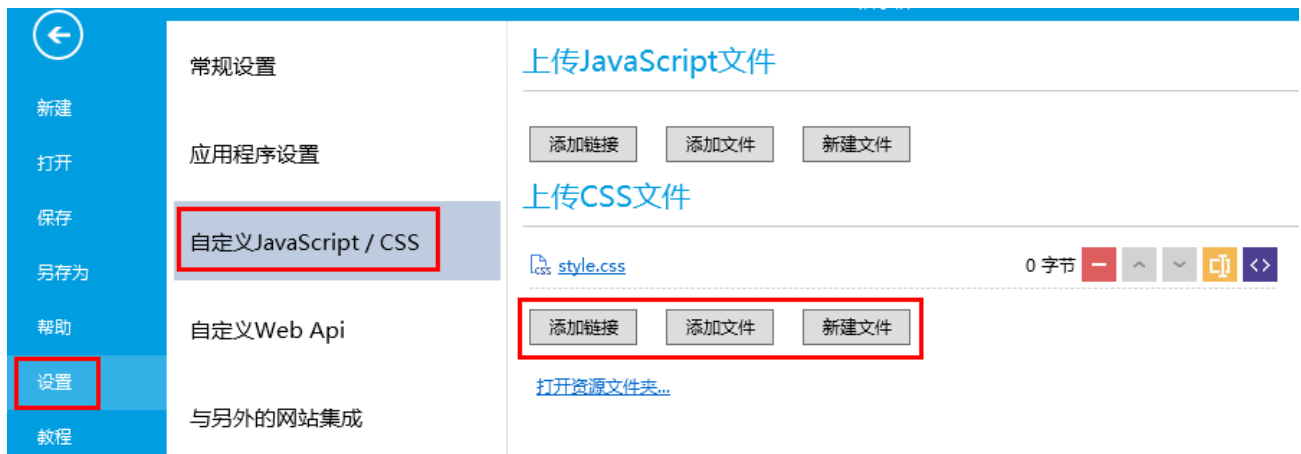 新建
打开
保存
另存为
帮助
设置
教程
常规设置
应用程序设置
自定义JavaScript / CSS
自定义Web Api
与另外的网站集成
上传JavaScript文件
添加链接 添加文件 新建文件
上传CSS文件
css style.css 0 字节
添加链接 添加文件 新建文件
打开资源文件夹...